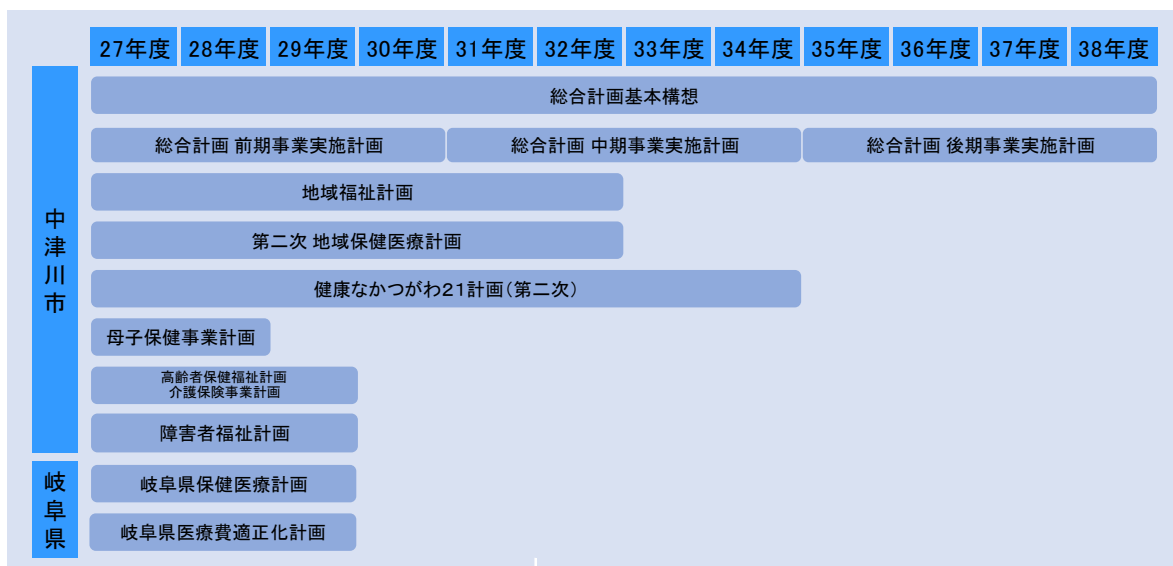 27年度 28年度 29年度 30年度 31年度 32年度 33年度 34年度 35年度 36年度 37年度 38年度
中津川市
総合計画基本構想
総合計画 前期事業実施計画 総合計画 中期事業実施計画 総合計画 後期事業実施計画
地域福祉計画
第二次 地域保健医療計画
健康なかつがわ21計画(第二次)
母子保健事業計画
高齢者保健福祉計画
介護保険事業計画
障害者福祉計画
岐阜県
岐阜県保健医療計画
岐阜県医療費適正化計画